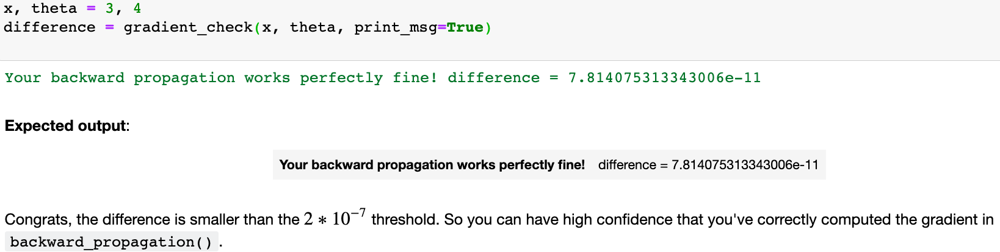 x, theta = 3, 4
difference = gradient_check(x, theta, print_msg=True)
Your backward propagation works perfectly fine! difference = 7.814075313343006e-11
Expected output:
Your backward propagation works perfectly fine! difference = 7.814075313343006e-11
Congrats, the difference is smaller than the 2 ∗ 10⁻⁷ threshold. So you can have high confidence that you've correctly computed the gradient in
backward_propagation() .